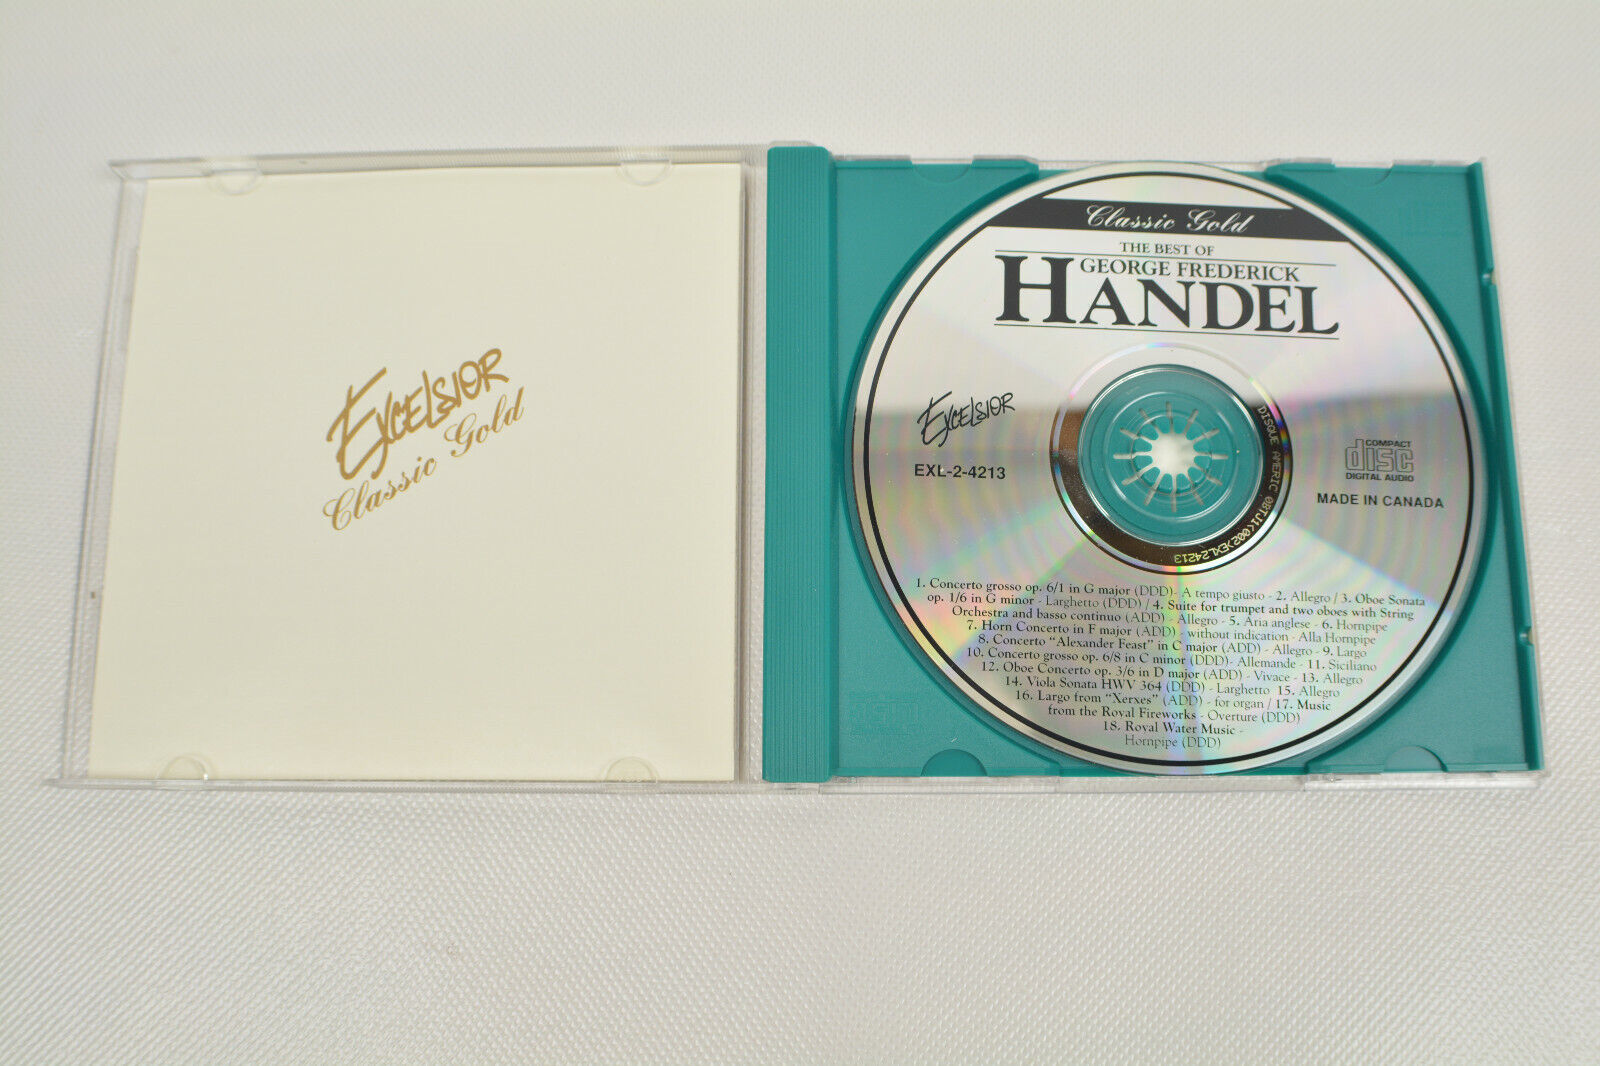 EXCELSIOR
Classic Gold
Classic Gold
THE BEST OF
GEORGE FREDERICK
HANDEL
EXCELSIOR
EXL-2-4213
COMPACT
disc
DIGITAL AUDIO
MADE IN CANADA
DISQUE AMERIC 0BTJ1<002>EXL24213
1. Concerto grosso op. 6/1 in G major (DDD)- A tempo giusto - 2. Allegro / 3. Oboe Sonata
op. 1/6 in G minor - Larghetto (DDD) / 4. Suite for trumpet and two oboes with String
Orchestra and basso continuo (ADD) - Allegro - 5. Aria anglese - 6. Hornpipe
7. Horn Concerto in F major (ADD) - without indication - Alla Hornpipe
8. Concerto "Alexander Feast" in C major (ADD) - Allegro - 9. Largo
10. Concerto grosso op. 6/8 in C minor (DDD)- Allemande - 11. Siciliano
12. Oboe Concerto op. 3/6 in D major (ADD) - Vivace - 13. Allegro
14. Viola Sonata HWV 364 (DDD) - Larghetto 15. Allegro
16. Largo from "Xerxes" (ADD) - for organ / 17. Music
from the Royal Fireworks - Overture (DDD)
18. Royal Water Music -
Hornpipe (DDD)